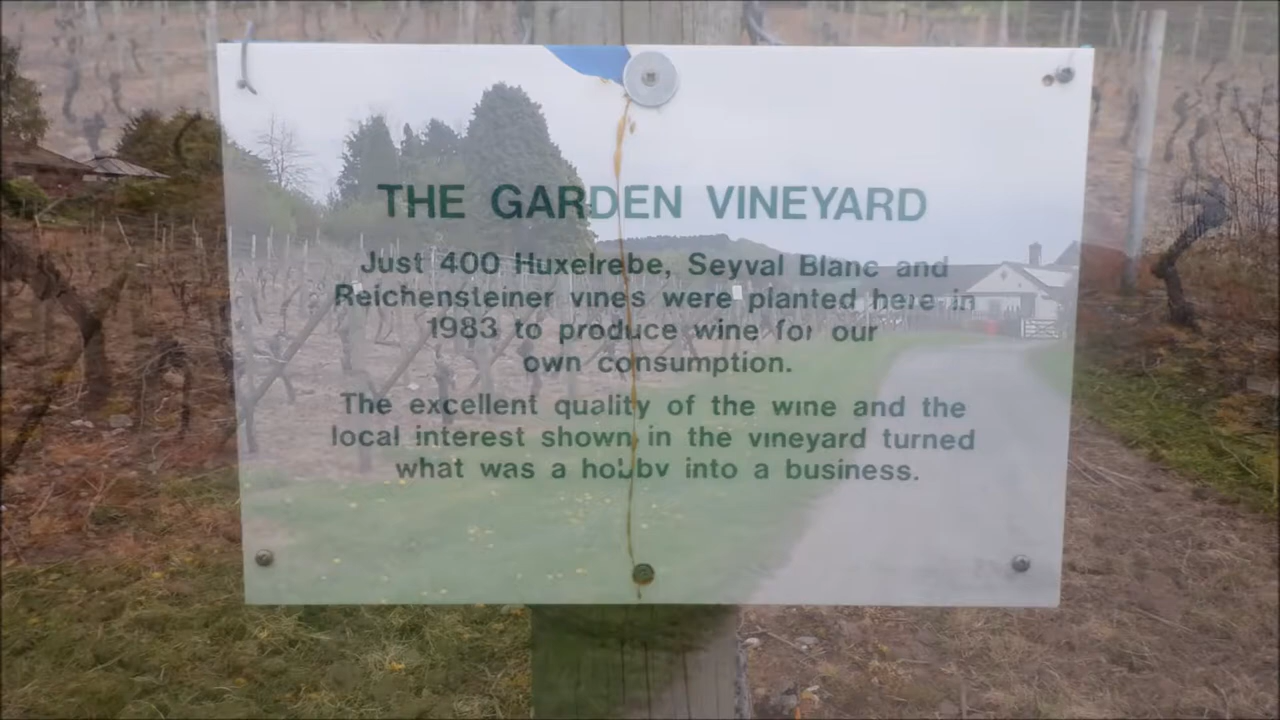 THE GARDEN VINEYARD
Just 400 Huxelrebe, Seyval Blanc and
Reichensteiner vines were planted here in
1983 to produce wine for our
own consumption.
The excellent quality of the wine and the
local interest shown in the vineyard turned
what was a hobby into a business.